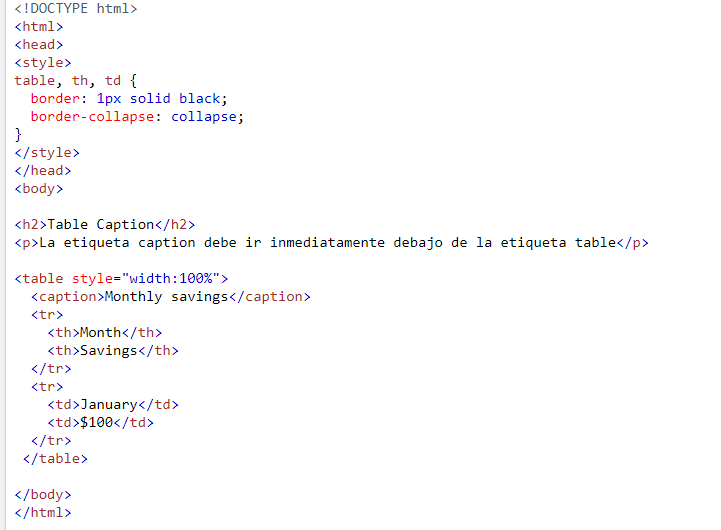 <!DOCTYPE html>
<html>
<head>
<style>
table, th, td {
  border: 1px solid black;
  border-collapse: collapse;
}
</style>
</head>
<body>

<h2>Table Caption</h2>
<p>La etiqueta caption debe ir inmediatamente debajo de la etiqueta table</p>

<table style="width:100%">
  <caption>Monthly savings</caption>
  <tr>
    <th>Month</th>
    <th>Savings</th>
  </tr>
  <tr>
    <td>January</td>
    <td>$100</td>
  </tr>
 </table>

</body>
</html>